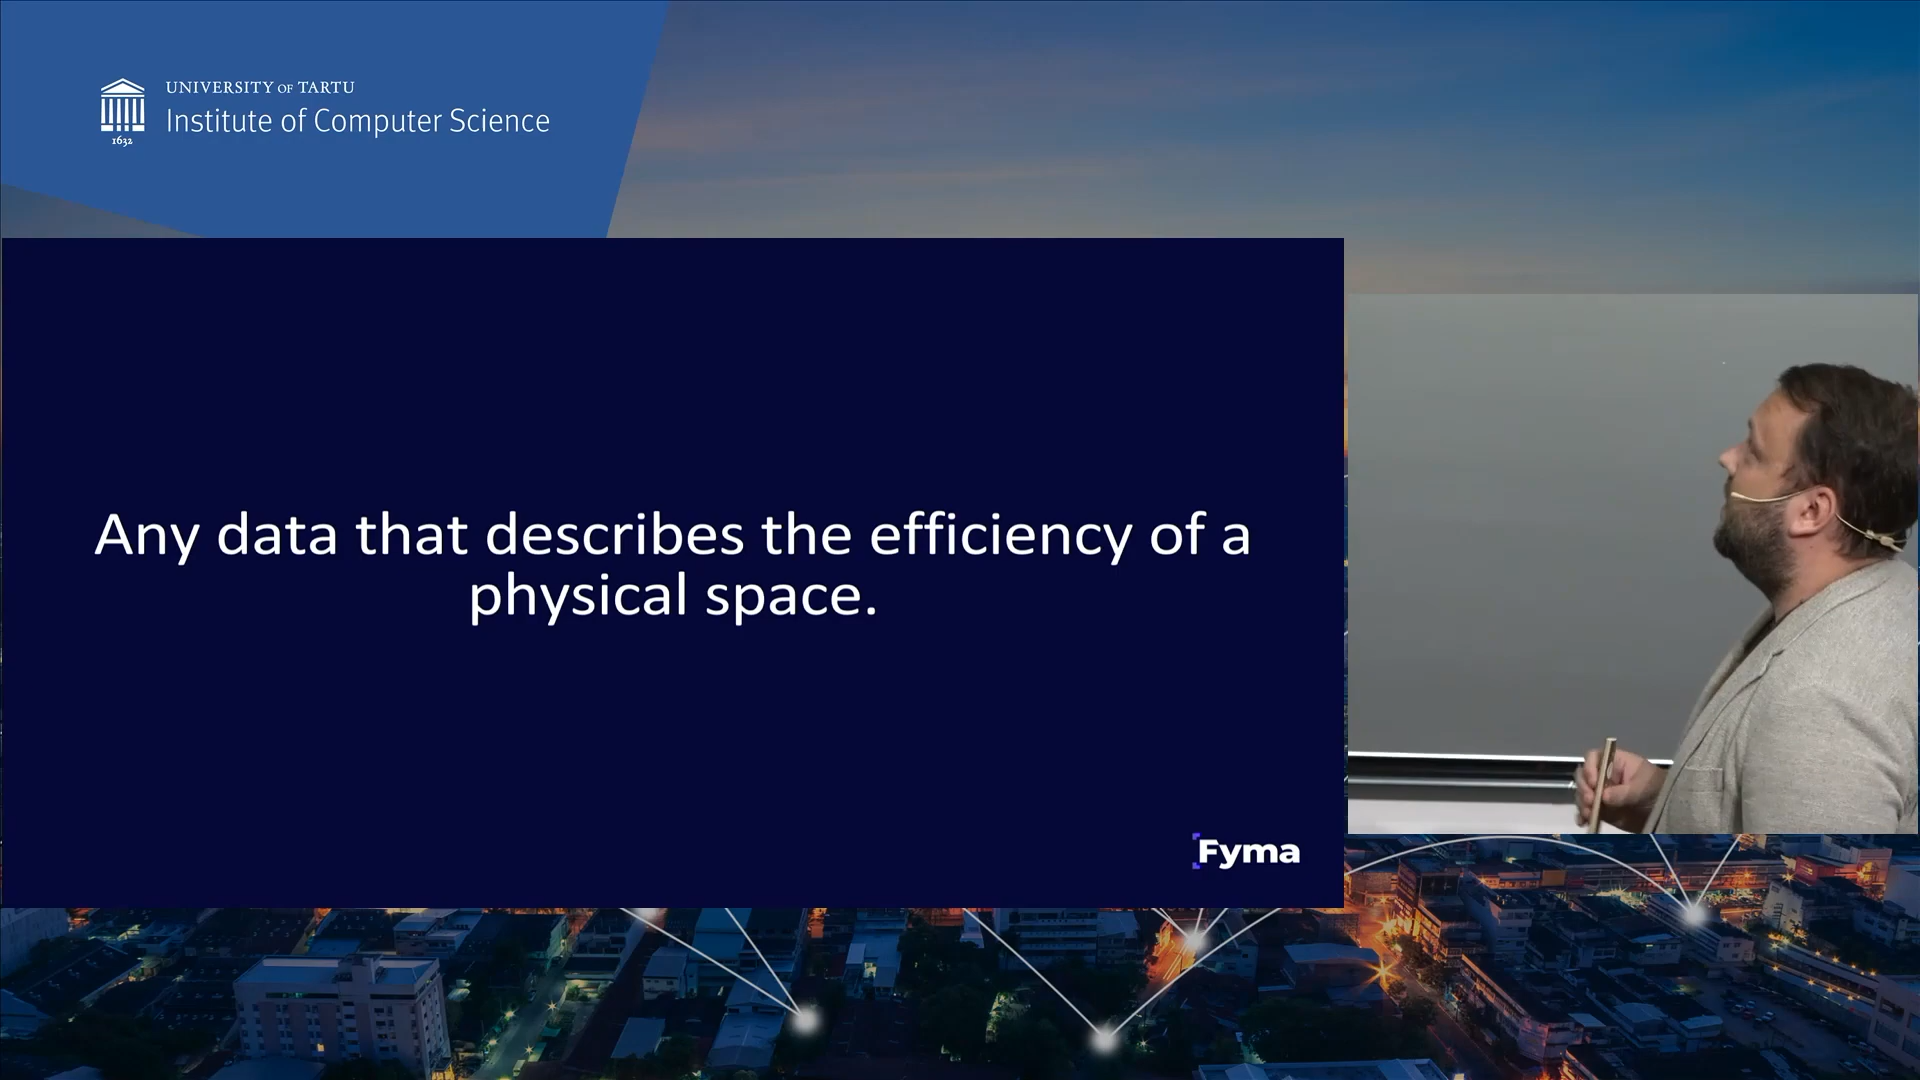 UNIVERSITY OF TARTU
Institute of Computer Science
1632
Any data that describes the efficiency of a
physical space.
Fyma